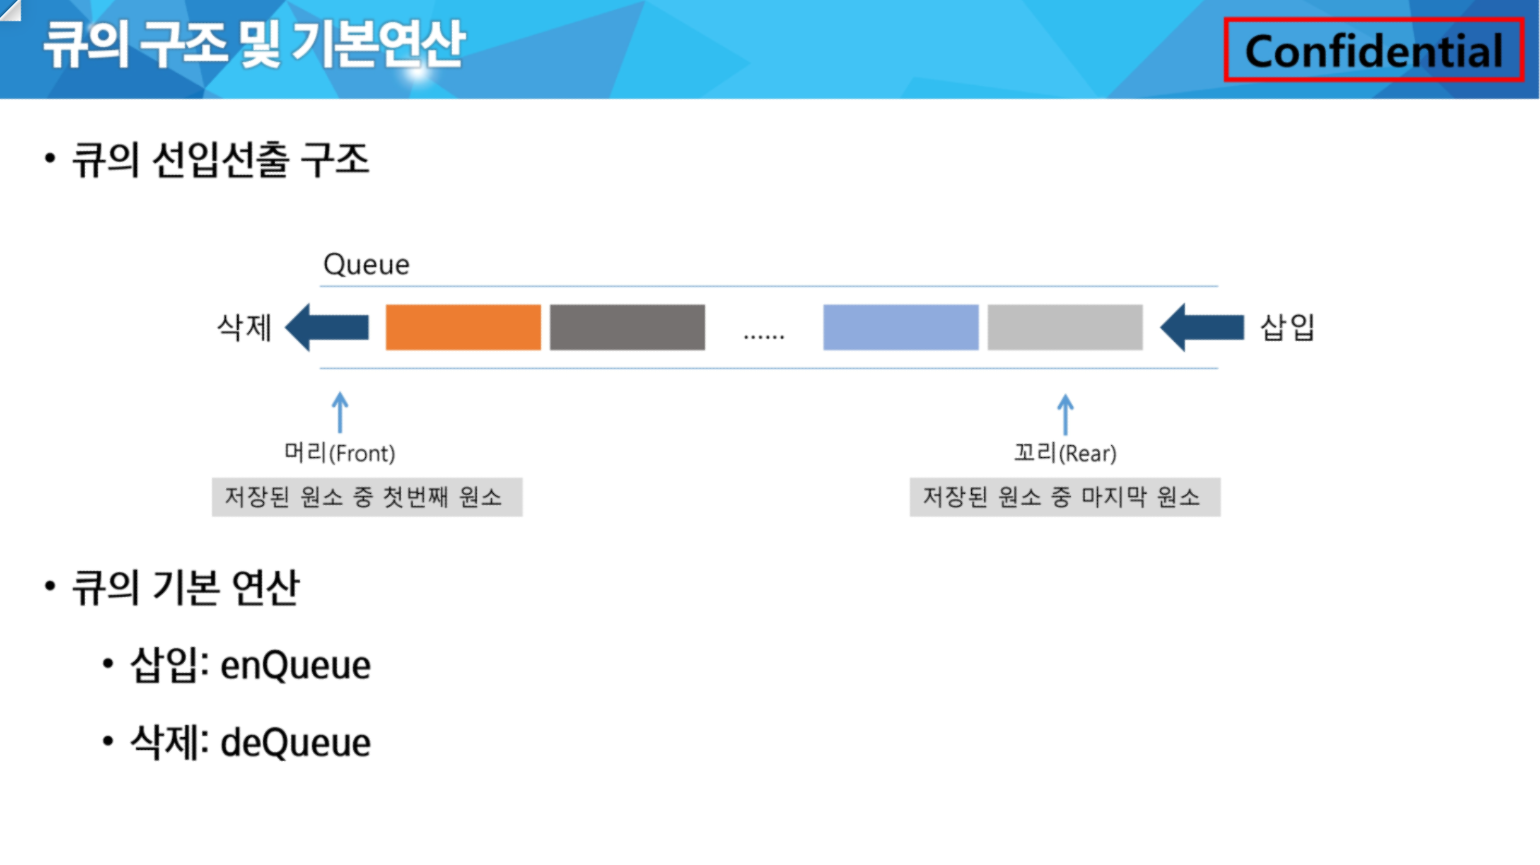 큐의 구조 및 기본연산
Confidential
• 큐의 선입선출 구조
Queue
삭제 ...... 삽입
머리(Front) 꼬리(Rear)
저장된 원소 중 첫번째 원소 저장된 원소 중 마지막 원소
• 큐의 기본 연산
• 삽입: enQueue
• 삭제: deQueue